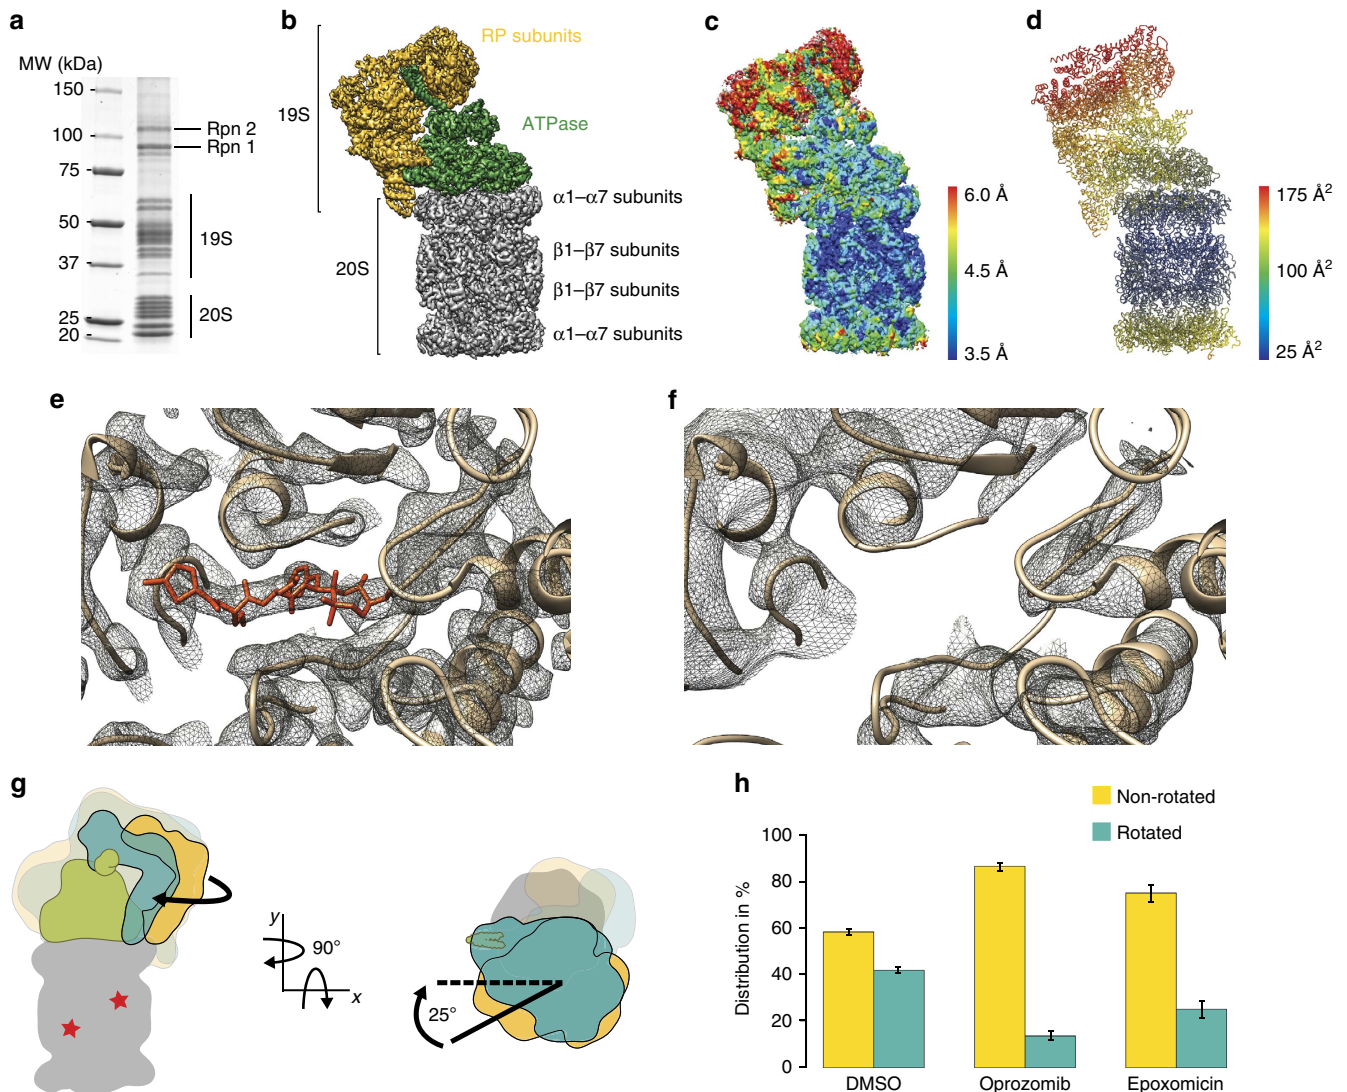 a
MW (kDa)
150
100
75
50
37
25
20
Rpn 2
Rpn 1
19S
20S
b
19S
20S
RP subunits
ATPase
α1–α7 subunits
β1–β7 subunits
β1–β7 subunits
α1–α7 subunits
c
6.0 Å
4.5 Å
3.5 Å
d
175 Å²
100 Å²
25 Å²
e
f
g
y
90°
x
25°
h
Non-rotated
Rotated
Distribution in %
100
80
60
40
20
0
DMSO
Oprozomib
Epoxomicin